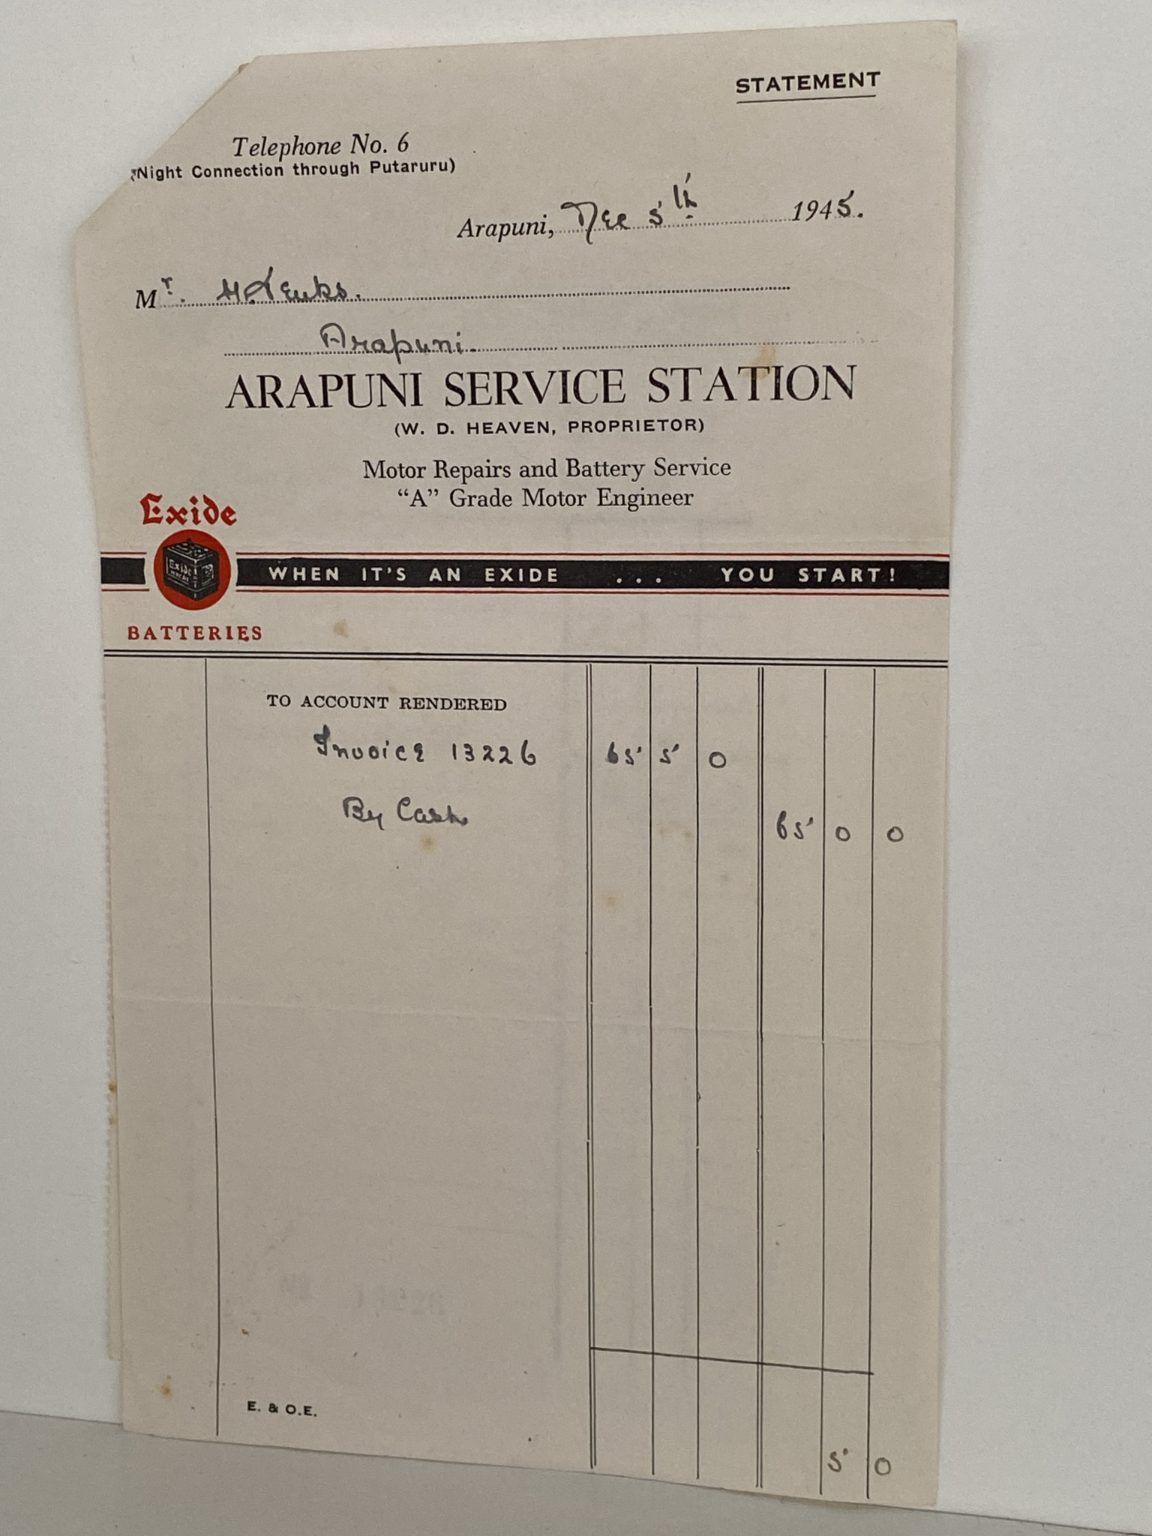 STATEMENT
Telephone No. 6
(Night Connection through Putaruru)
Arapuni, Dec 5th 1945.
Mr. H. Jenks.
Arapuni.
ARAPUNI SERVICE STATION
(W. D. HEAVEN, PROPRIETOR)
Motor Repairs and Battery Service
"A" Grade Motor Engineer
Exide
WHEN IT'S AN EXIDE ... YOU START!
BATTERIES
TO ACCOUNT RENDERED
Invoice 13226 65 5 0
By Cash 65 0 0
E. & O.E.
5 0